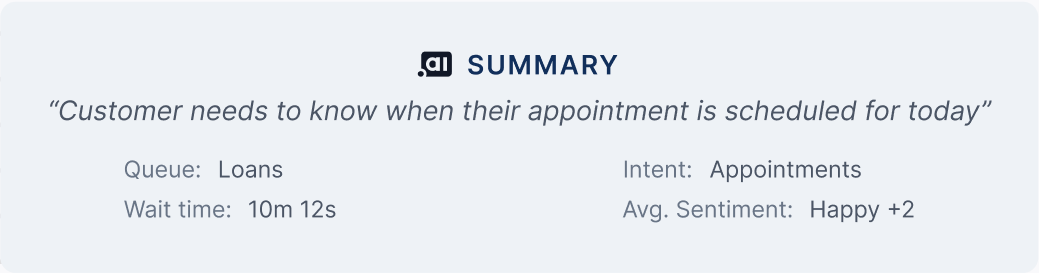 .ai SUMMARY
“Customer needs to know when their appointment is scheduled for today”
Queue: Loans
Intent: Appointments
Wait time: 10m 12s
Avg. Sentiment: Happy +2